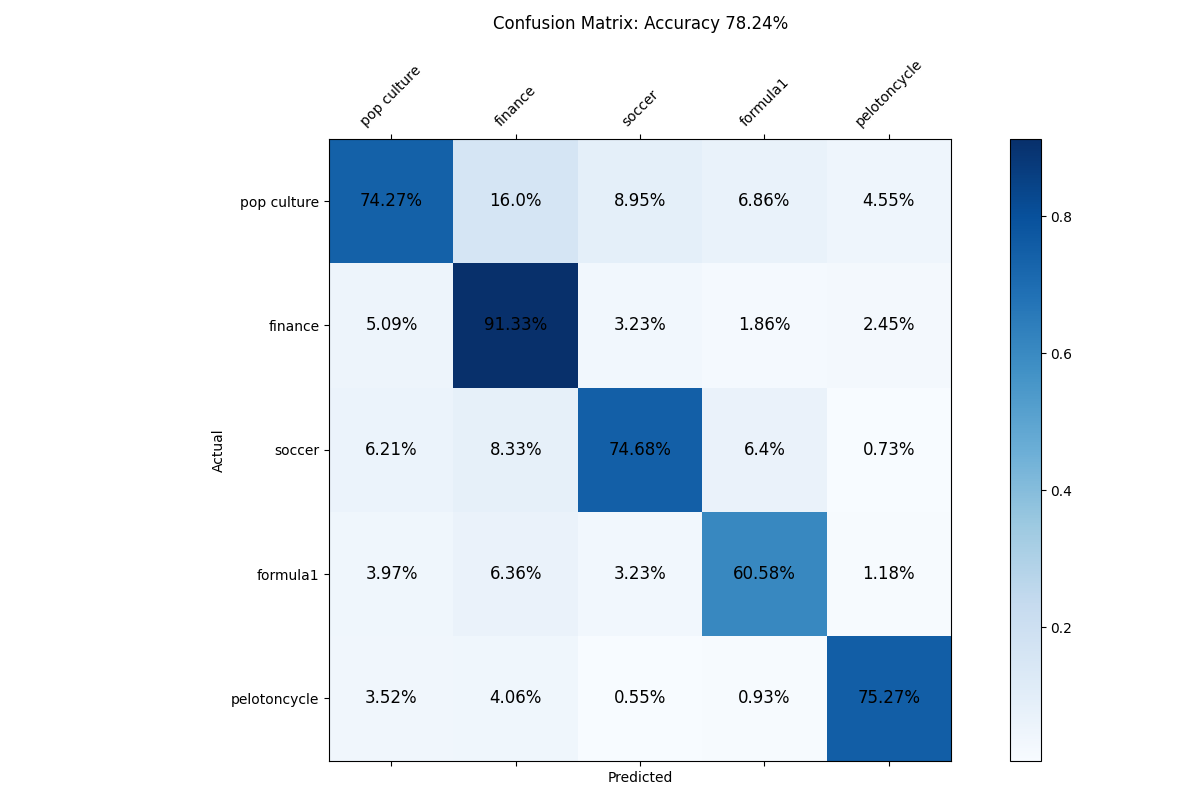 Confusion Matrix: Accuracy 78.24%
pop culture finance soccer formula1 pelotoncycle
pop culture 74.27% 16.0% 8.95% 6.86% 4.55%
finance 5.09% 91.33% 3.23% 1.86% 2.45%
soccer 6.21% 8.33% 74.68% 6.4% 0.73%
formula1 3.97% 6.36% 3.23% 60.58% 1.18%
pelotoncycle 3.52% 4.06% 0.55% 0.93% 75.27%
Actual
Predicted
0.8
0.6
0.4
0.2